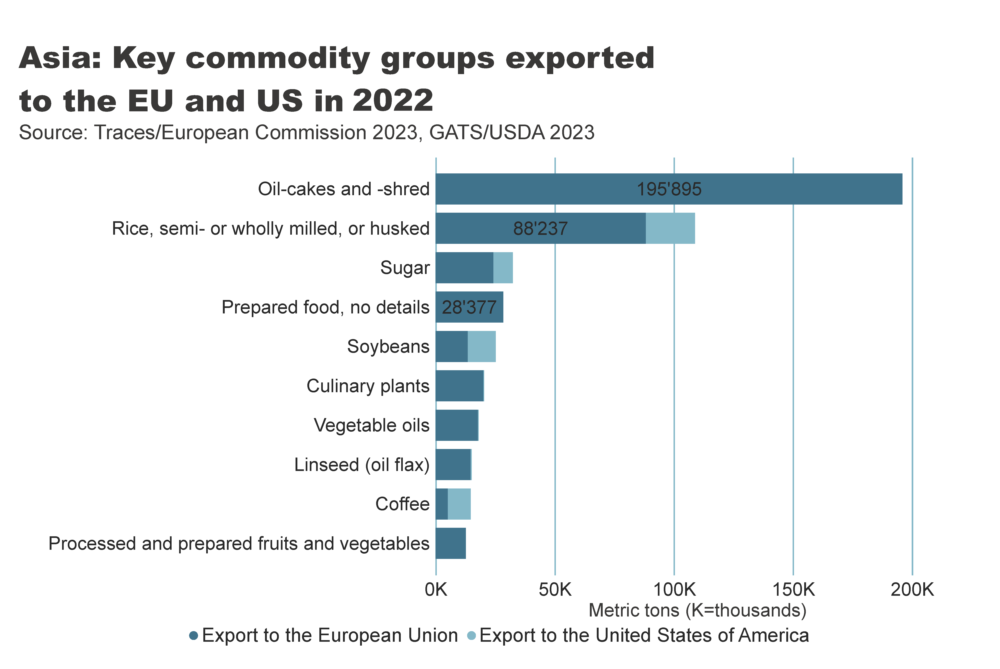 Asia: Key commodity groups exported
to the EU and US in 2022
Source: Traces/European Commission 2023, GATS/USDA 2023
Oil-cakes and -shred
195'895
Rice, semi- or wholly milled, or husked
88'237
Sugar
Prepared food, no details
28'377
Soybeans
Culinary plants
Vegetable oils
Linseed (oil flax)
Coffee
Processed and prepared fruits and vegetables
0K 50K 100K 150K 200K
Metric tons (K=thousands)
Export to the European Union Export to the United States of America